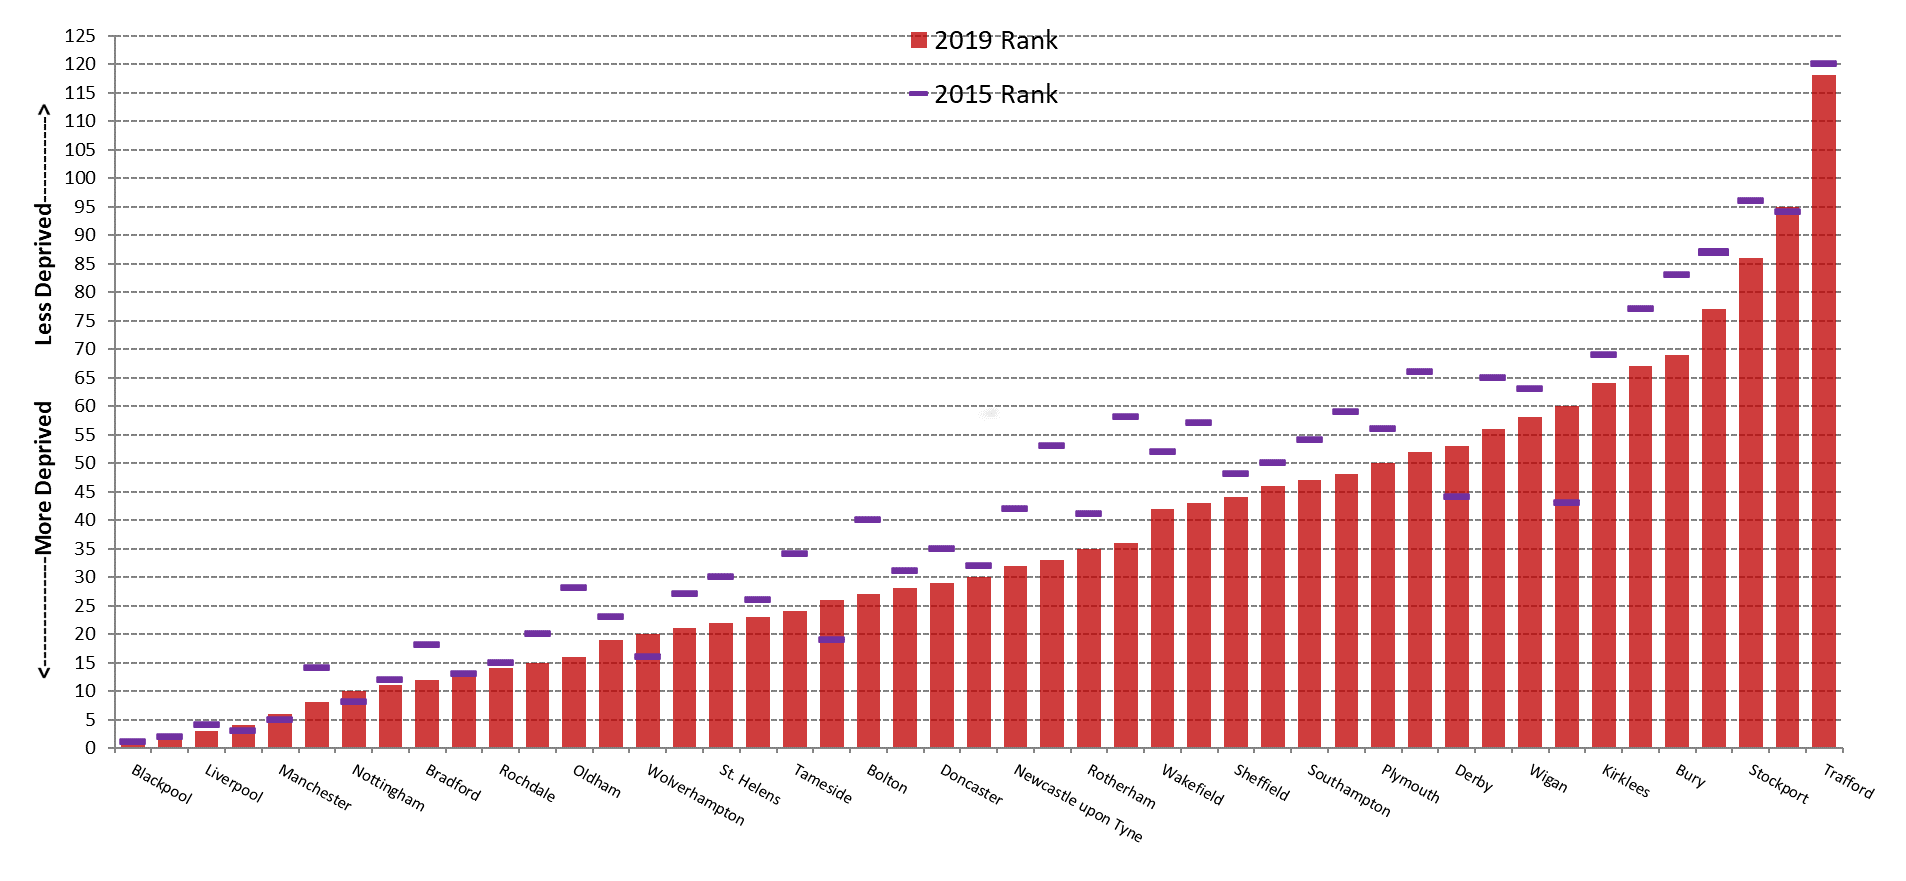 2019 Rank
2015 Rank
125
120
115
110
105
100
95
90
85
80
75
70
65
60
55
50
45
40
35
30
25
20
15
10
5
0
<------------More Deprived        Less Deprived------------>
Blackpool
Liverpool
Manchester
Nottingham
Bradford
Rochdale
Oldham
Wolverhampton
St. Helens
Tameside
Bolton
Doncaster
Newcastle upon Tyne
Rotherham
Wakefield
Sheffield
Southampton
Plymouth
Derby
Wigan
Kirklees
Bury
Stockport
Trafford